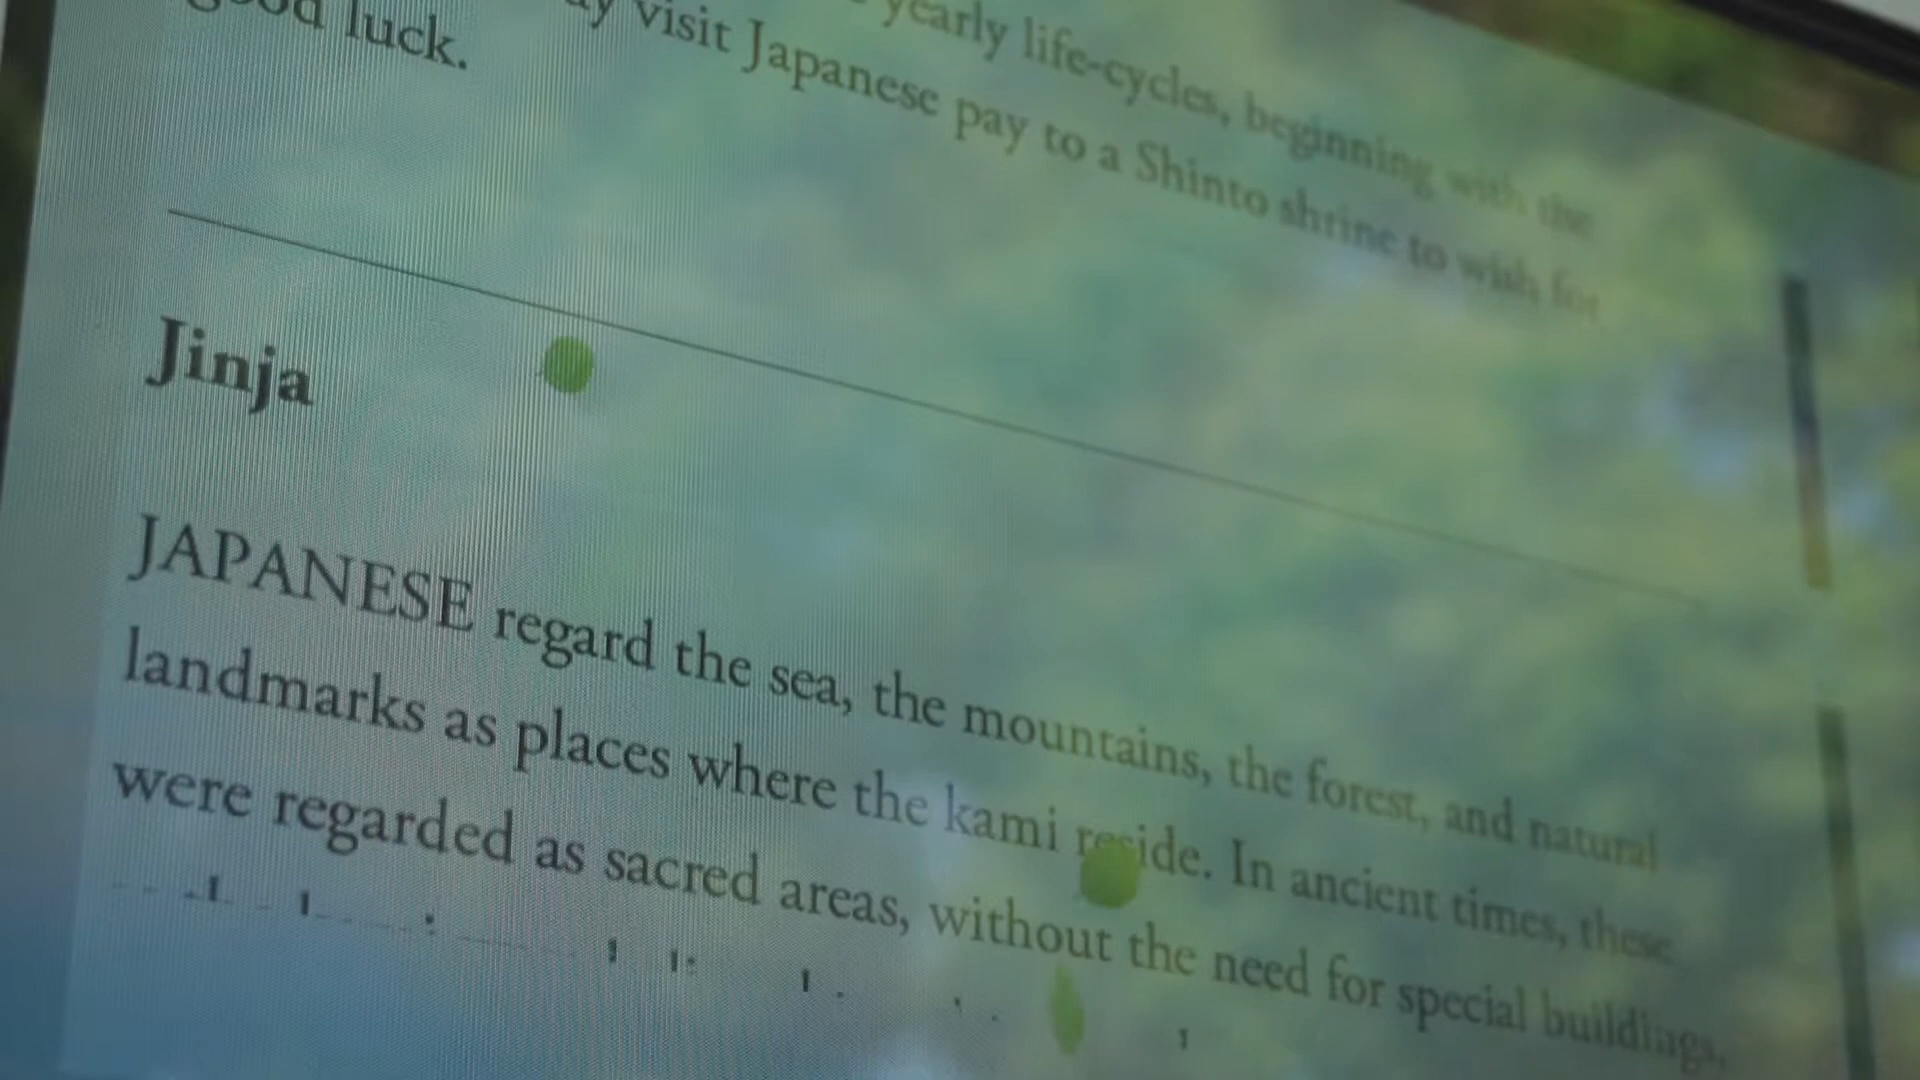 yearly life-cycles, beginning with the
visit Japanese pay to a Shinto shrine to wish for
good luck.
Jinja
JAPANESE regard the sea, the mountains, the forest, and natural
landmarks as places where the kami reside. In ancient times, these
were regarded as sacred areas, without the need for special buildings,